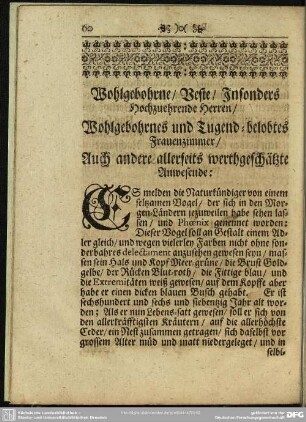 60
Wohlgebohrne/ Veste/ Insonders
Hochzuehrende Herren/
Wohlgebohrnes und Tugend-belobtes
Frauenzimmer/
Auch andere allerseits werthgeschätzte
Anwesende:
ES melden die Naturkündiger von einem
seltzamen Vogel/ der sich in den Mor-
gen-Ländern iezuweilen habe sehen las-
sen/ und Phœnix genennet worden:
Dieser Vogel soll an Gestalt einem Ad-
ler gleich/ und wegen vielerley Farben nicht ohne son-
derbahres delectament anzusehen gewesen seyn/ mas-
sen sein Hals und Kopf Meer-grüne/ die Brust Gold-
gelbe/ der Rücken Blut-roth/ die Fittige blau/ und
die Extremitäten weiß gewesen/ auf dem Kopffe aber
habe er einen dicken blauen Busch gehabt. Er ist
sechshundert und sechs und siebenzig Jahr alt wor-
den: Als er nun Lebens-satt gewesen/ soll er sich von
den allerkräfftigsten Kräutern/ auf die allerhöchste
Ceder/ ein Nest zusammen getragen/ sich daselbst vor
grossem Alter müd und matt niedergeleget/ und in
selbi-